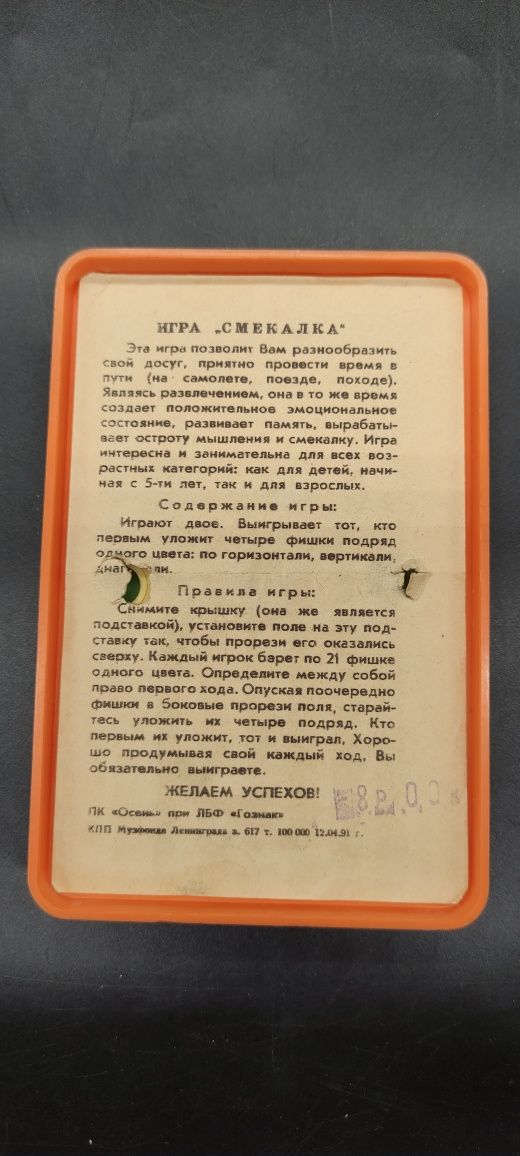 ИГРА „СМЕКАЛКА“
Эта игра позволит Вам разнообразить
свой досуг, приятно провести время в
пути (на самолете, поезде, походе).
Являясь развлечением, она в то же время
создает положительное эмоциональное
состояние, развивает память, вырабаты-
вает остроту мышления и смекалку. Игра
интересна и занимательна для всех воз-
растных категорий: как для детей, начи-
ная с 5-ти лет, так и для взрослых.
Содержание игры:
Играют двое. Выигрывает тот, кто
первым уложит четыре фишки подряд
одного цвета: по горизонтали, вертикали,
Правила игры:
Снимите крышку (она же является
подставкой), установите поле на эту под-
ставку так, чтобы прорези его оказались
сверху. Каждый игрок бэрет по 21 фишке
одного цвета. Определите между собой
право первого хода. Опуская поочередно
фишки в боковые прорези поля, старай-
тесь уложить их четыре подряд. Кто
первым их уложит, тот и выиграл. Хоро-
шо продумывая свой каждый ход, Вы
обязательно выиграете.
ЖЕЛАЕМ УСПЕХОВ!
ПК «Осень» при ЛБФ «Гознак»
КПП Музфонда Ленинграда з. 617 т. 100 000 12.04.91 г.